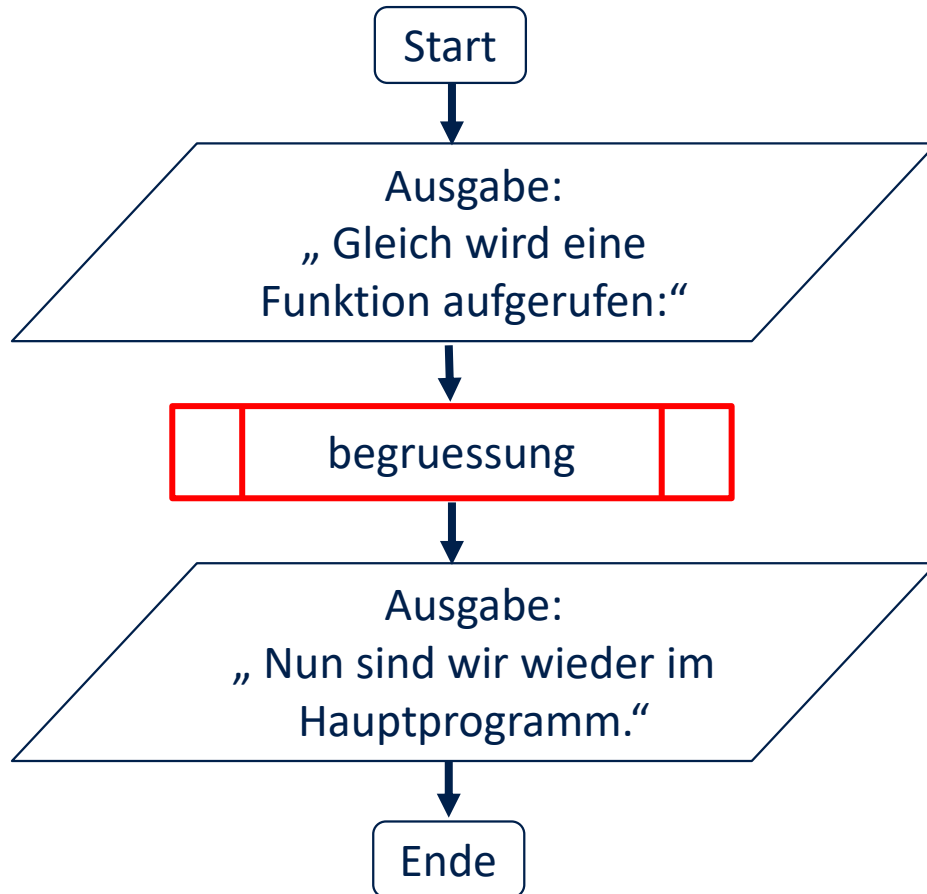 Start
Ausgabe:
„ Gleich wird eine
Funktion aufgerufen:“
begruessung
Ausgabe:
„ Nun sind wir wieder im
Hauptprogramm.“
Ende